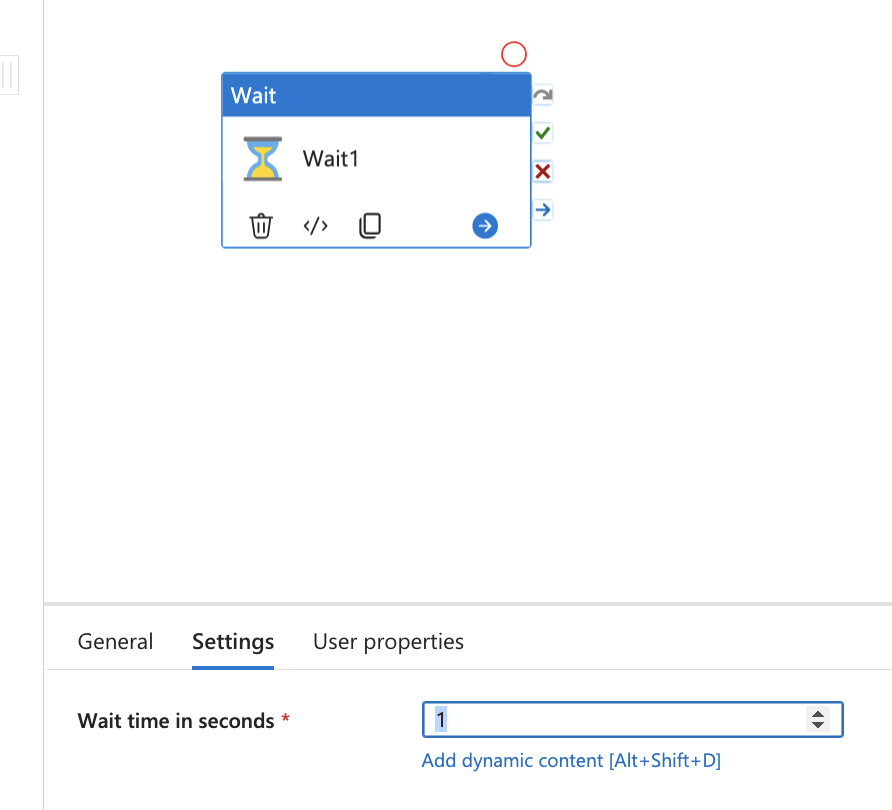 Wait
Wait1
</>
General Settings User properties
Wait time in seconds *
1
Add dynamic content [Alt+Shift+D]